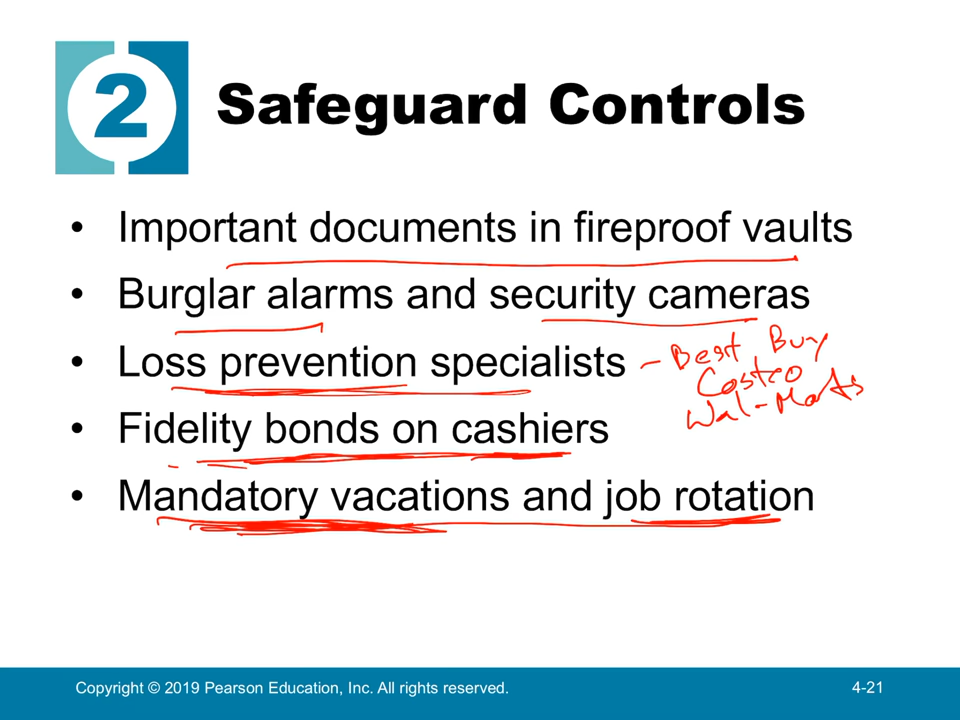 2
Safeguard Controls
• Important documents in fireproof vaults
• Burglar alarms and security cameras
• Loss prevention specialists – Best Buy
Costco
Wal-Marts
• Fidelity bonds on cashiers
• Mandatory vacations and job rotation
Copyright © 2019 Pearson Education, Inc. All rights reserved.
4-21